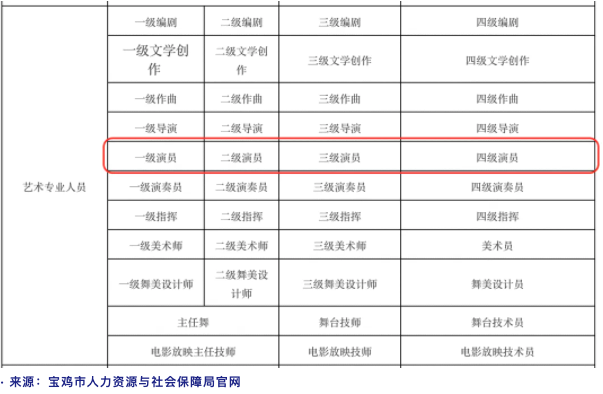 一级编剧 二级编剧 三级编剧 四级编剧
一级文学创作 二级文学创作 三级文学创作 四级文学创作
一级作曲 二级作曲 三级作曲 四级作曲
一级导演 二级导演 三级导演 四级导演
一级演员 二级演员 三级演员 四级演员
艺术专业人员 一级演奏员 二级演奏员 三级演奏员 四级演奏员
一级指挥 二级指挥 三级指挥 四级指挥
一级美术师 二级美术师 三级美术师 美术员
一级舞美设计师 二级舞美设计师 三级舞美设计师 舞美设计员
主任舞 舞台技师 舞台技术员
电影放映主任技师 电影放映技师 电影放映技术员
· 来源：宝鸡市人力资源与社会保障局官网